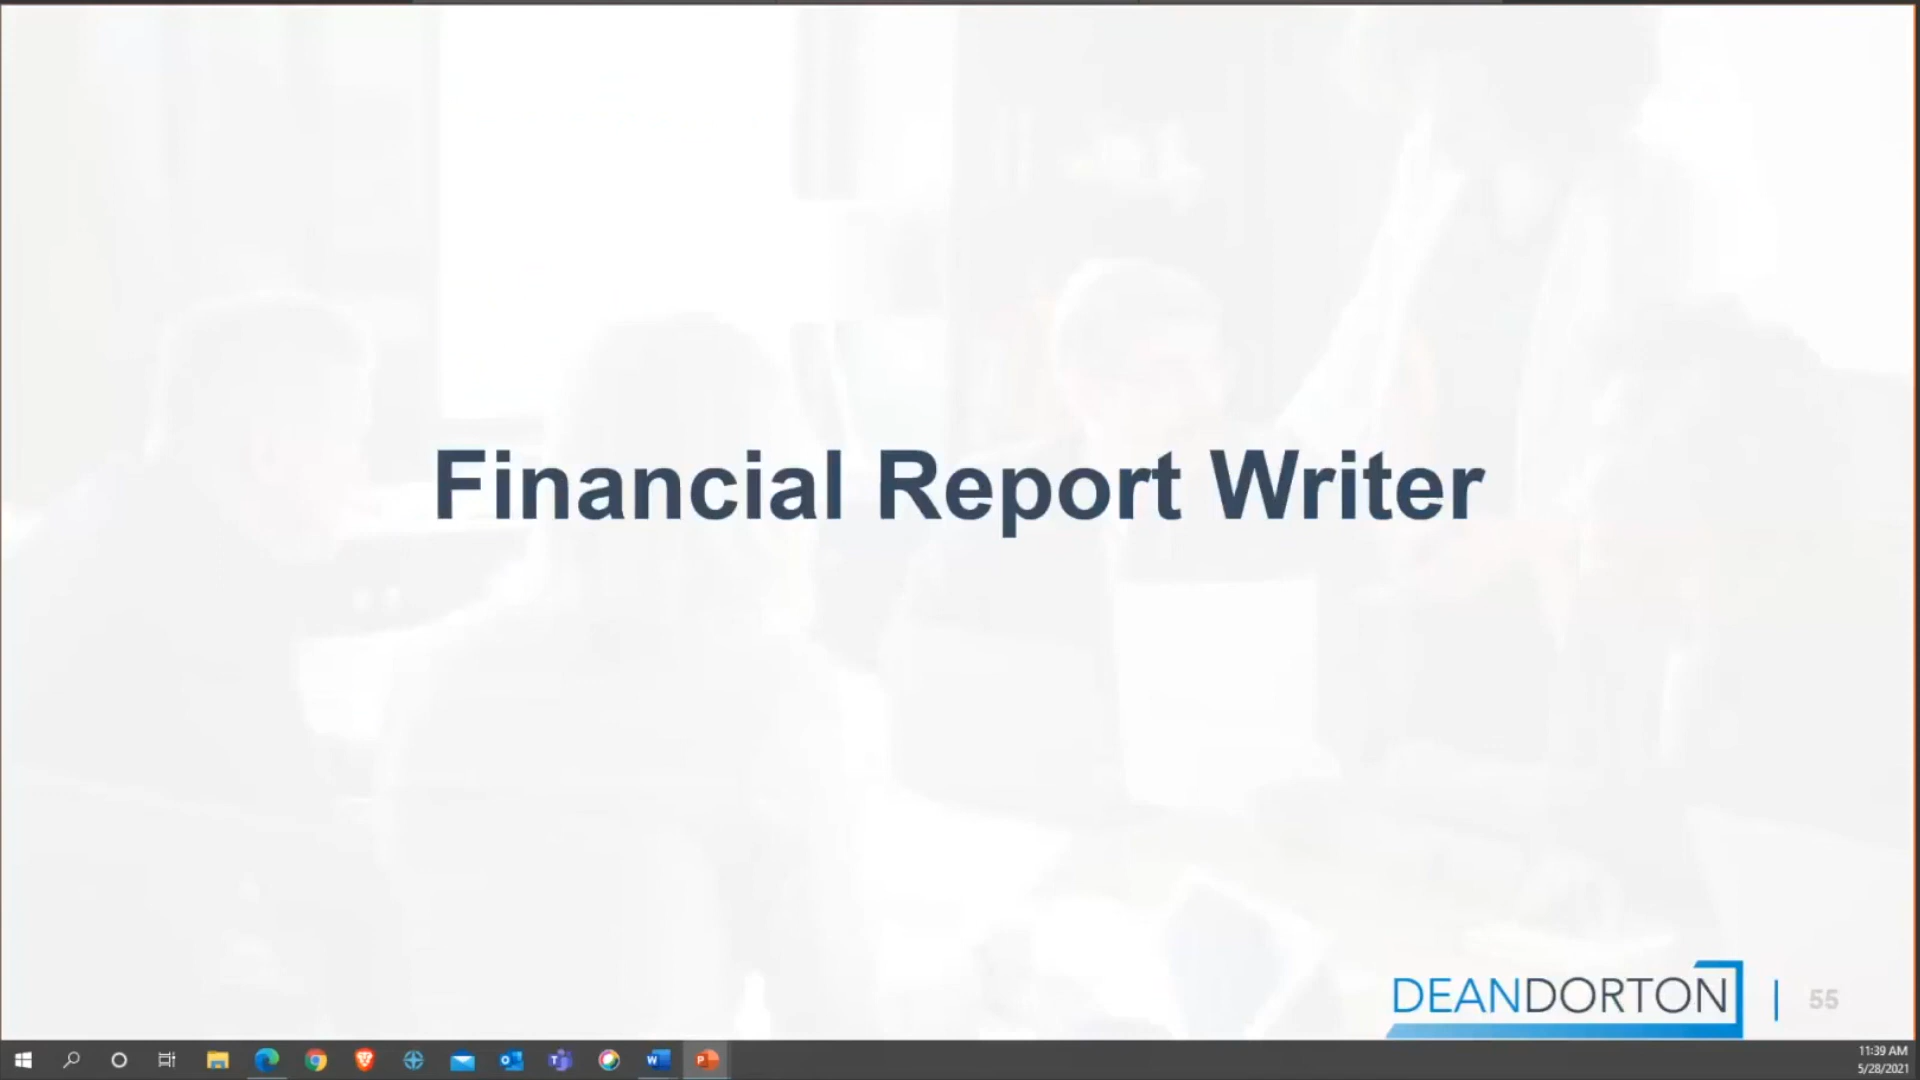 Financial Report Writer
DEANDORTON
55
11:39 AM
5/28/2021